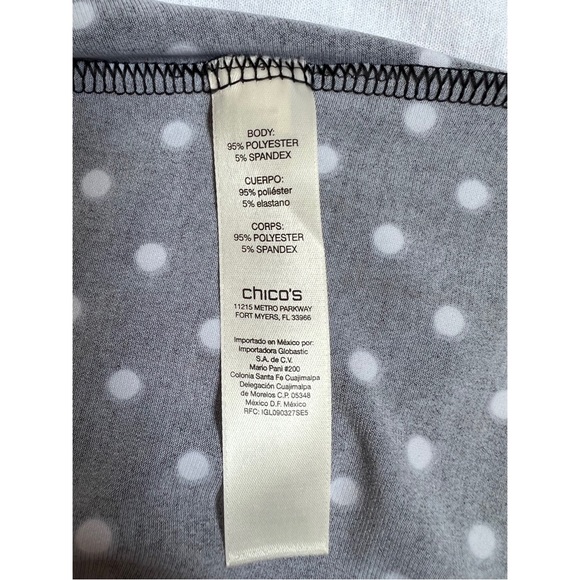 BODY:
95% POLYESTER
5% SPANDEX
CUERPO:
95% poliéster
5% elastano
CORPS:
95% POLYESTER
5% SPANDEX
chico's
11215 METRO PARKWAY
FORT MYERS, FL 33966
Importado en México por:
Importadora Globastic
S.A. de C.V.
Mario Pani #200
Colonia Santa Fe Cuajimalpa
Delegación Cuajimalpa
de Morelos C.P. 05348
México D.F. México
RFC: IGL090327SE5